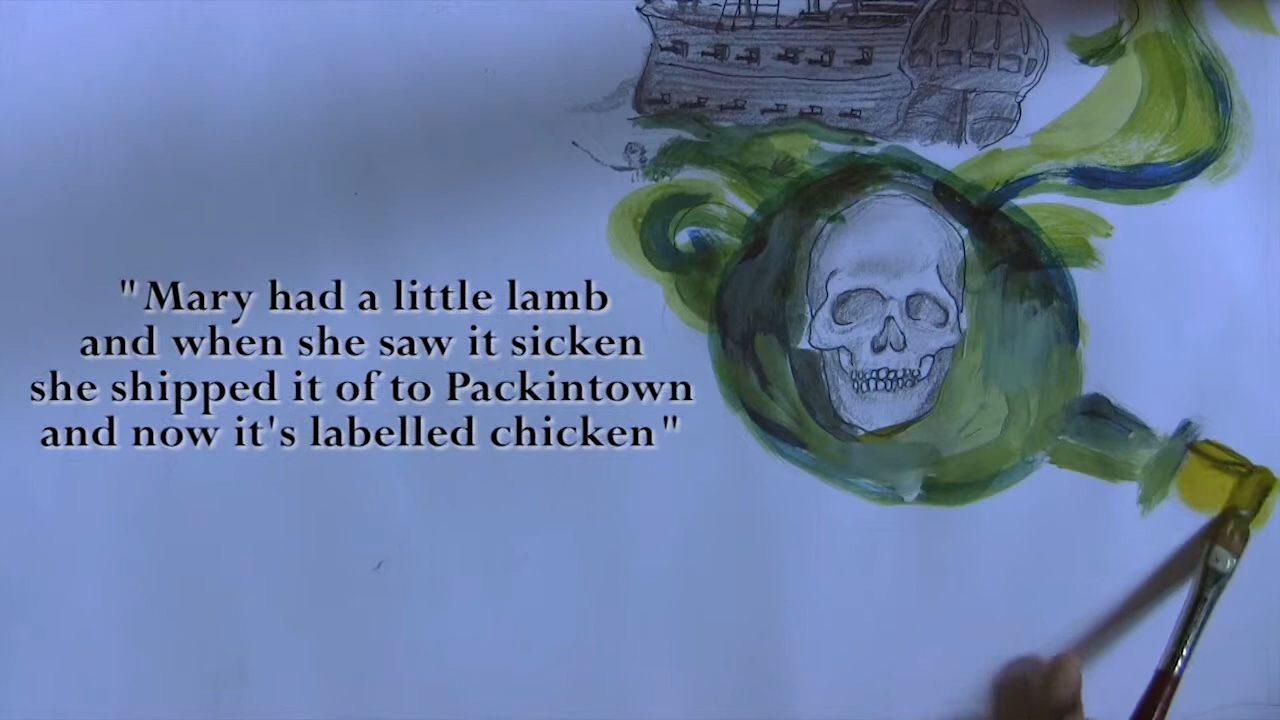 "Mary had a little lamb
and when she saw it sicken
she shipped it of to Packintown
and now it's labelled chicken"